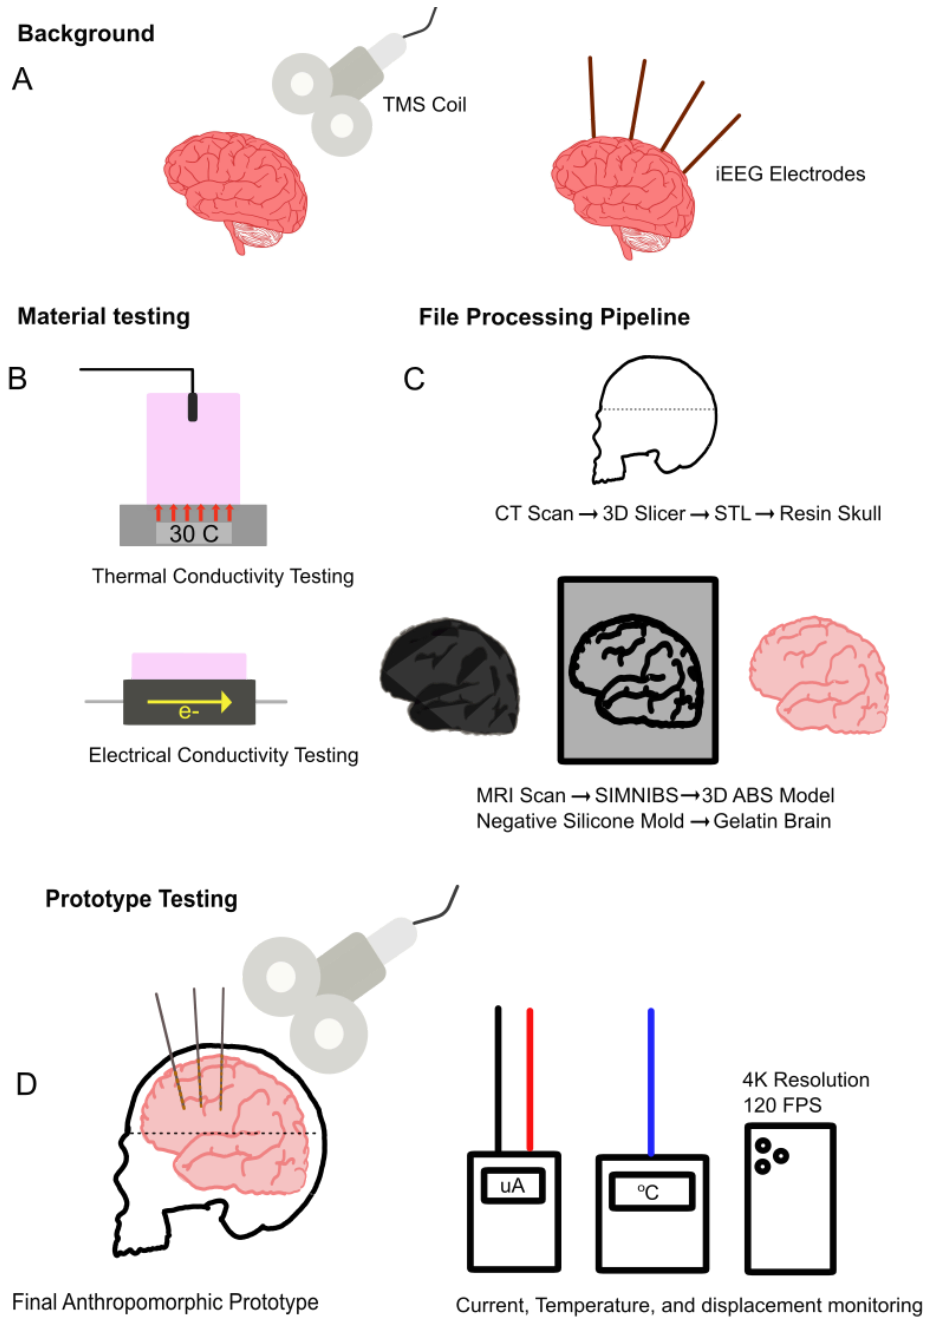 Background
A
TMS Coil
iEEG Electrodes
Material testing
File Processing Pipeline
B
C
30 C
CT Scan → 3D Slicer → STL → Resin Skull
Thermal Conductivity Testing
e-
Electrical Conductivity Testing
MRI Scan → SIMNIBS → 3D ABS Model
Negative Silicone Mold → Gelatin Brain
Prototype Testing
D
4K Resolution
120 FPS
uA
ºC
Final Anthropomorphic Prototype
Current, Temperature, and displacement monitoring